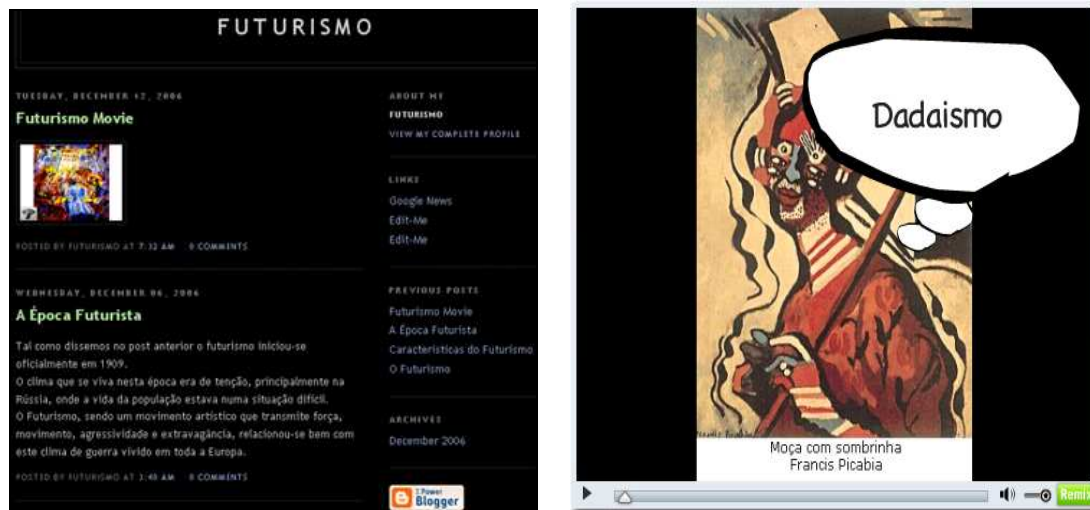 FUTURISMO
TUESDAY, DECEMBER 12, 2006
Futurismo Movie
POSTED BY FUTURISMO AT 7:32 AM 0 COMMENTS
WEDNESDAY, DECEMBER 06, 2006
A Época Futurista
Tal como dissemos no post anterior o futurismo iniciou-se
oficialmente em 1909.
O clima que se viva nesta época era de tenção, principalmente na
Rússia, onde a vida da população estava numa situação difícil.
O Futurismo, sendo um movimento artístico que transmite força,
movimento, agressividade e extravagância, relacionou-se bem com
este clima de guerra vivido em toda a Europa.
POSTED BY FUTURISMO AT 3:40 AM 0 COMMENTS
ABOUT ME
FUTURISMO
VIEW MY COMPLETE PROFILE
LINKS
Google News
Edit-Me
Edit-Me
PREVIOUS POSTS
Futurismo Movie
A Época Futurista
Características do Futurismo
O Futurismo
ARCHIVES
December 2006
I Power
Blogger
Dadaismo
Francis Picabia
Moça com sombrinha
Francis Picabia
Remix